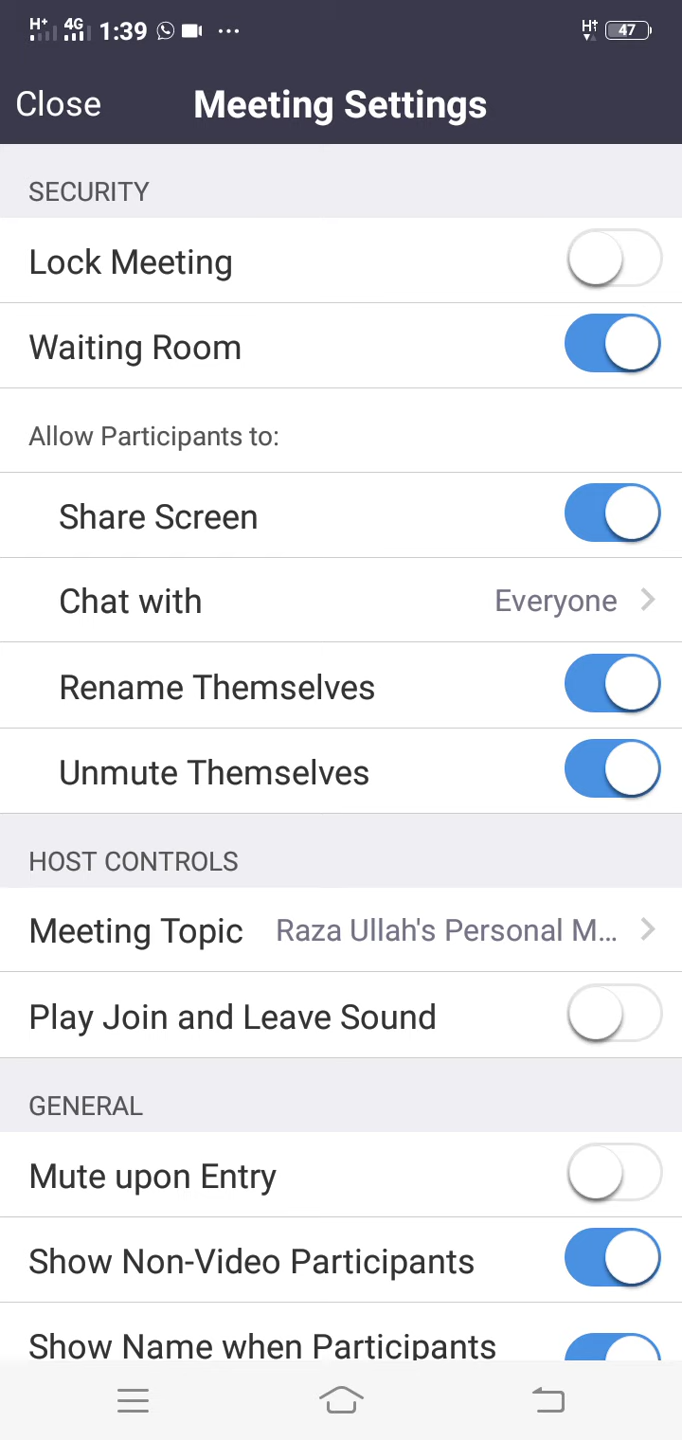 H+ 4G 1:39 H+ 47
Close Meeting Settings
SECURITY
Lock Meeting
Waiting Room
Allow Participants to:
Share Screen
Chat with Everyone
Rename Themselves
Unmute Themselves
HOST CONTROLS
Meeting Topic Raza Ullah's Personal M...
Play Join and Leave Sound
GENERAL
Mute upon Entry
Show Non-Video Participants
Show Name when Participants